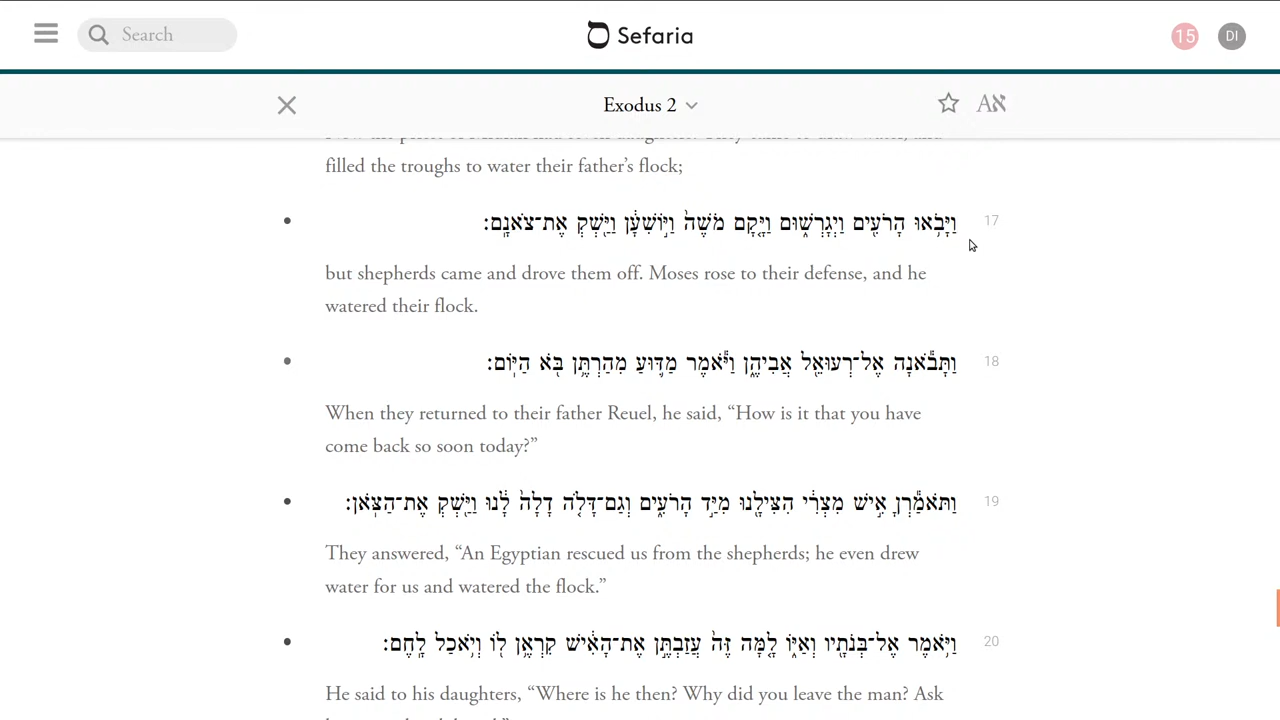 Search
Sefaria
15
DI
Exodus 2
filled the troughs to water their father’s flock;
17
וַיָּבֹ֥אוּ הָרֹעִ֖ים וַיְגָרְשׁ֑וּם וַיָּ֤קׇם מֹשֶׁה֙ וַיּ֣וֹשִׁעָ֔ן וַיַּ֖שְׁקְ אֶת־צֹאנָֽם׃
but shepherds came and drove them off. Moses rose to their defense, and he
watered their flock.
18
וַתָּבֹ֕אנָה אֶל־רְעוּאֵ֖ל אֲבִיהֶ֑ן וַיֹּ֕אמֶר מַדּ֛וּעַ מִהַרְתֶּ֥ן בֹּ֖א הַיּֽוֹם׃
When they returned to their father Reuel, he said, “How is it that you have
come back so soon today?”
19
וַתֹּאמַ֕רְןָ אִ֣ישׁ מִצְרִ֔י הִצִּילָ֖נוּ מִיַּ֣ד הָרֹעִ֑ים וְגַם־דָּלֹ֤ה דָלָה֙ לָ֔נוּ וַיַּ֖שְׁקְ אֶת־הַצֹּֽאן׃
They answered, “An Egyptian rescued us from the shepherds; he even drew
water for us and watered the flock.”
20
וַיֹּ֥אמֶר אֶל־בְּנֹתָ֖יו וְאַיּ֑וֹ לָ֤מָּה זֶּה֙ עֲזַבְתֶּ֣ן אֶת־הָאִ֔ישׁ קִרְאֶ֥ן ל֖וֹ וְיֹ֥אכַל לָֽחֶם׃
He said to his daughters, “Where is he then? Why did you leave the man? Ask